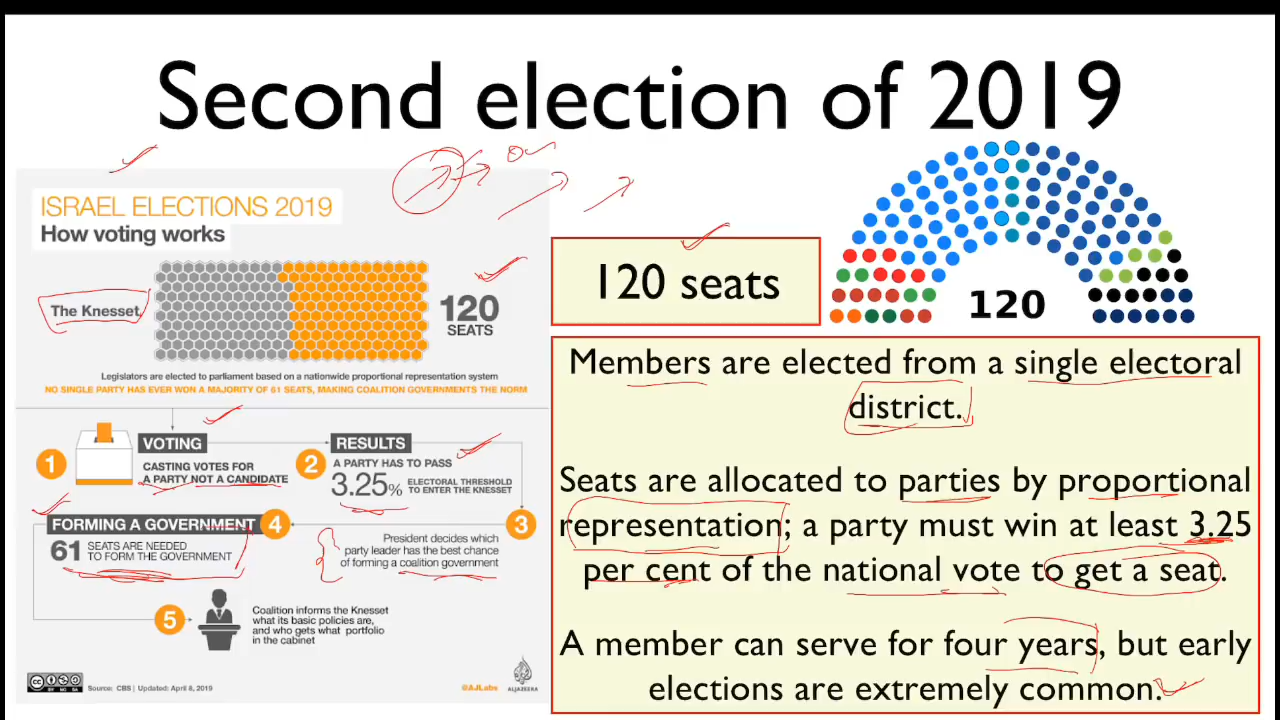 Second election of 2019
ISRAEL ELECTIONS 2019
How voting works
The Knesset
120
SEATS
Legislators are elected to parliament based on a nationwide proportional representation system
NO SINGLE PARTY HAS EVER WON A MAJORITY OF 61 SEATS, MAKING COALITION GOVERNMENTS THE NORM
1
VOTING
CASTING VOTES FOR
A PARTY NOT A CANDIDATE
2
RESULTS
A PARTY HAS TO PASS
3.25% ELECTORAL THRESHOLD
TO ENTER THE KNESSET
3
President decides which
party leader has the best chance
of forming a coalition government
FORMING A GOVERNMENT 4
61 SEATS ARE NEEDED
TO FORM THE GOVERNMENT
5
Coalition informs the Knesset
what its basic policies are,
and who gets what portfolio
in the cabinet
Source: CBS | Updated: April 8, 2019
@AJLabs
ALJAZEERA
120 seats
120
Members are elected from a single electoral
district.
Seats are allocated to parties by proportional
representation; a party must win at least 3.25
per cent of the national vote to get a seat.
A member can serve for four years, but early
elections are extremely common.